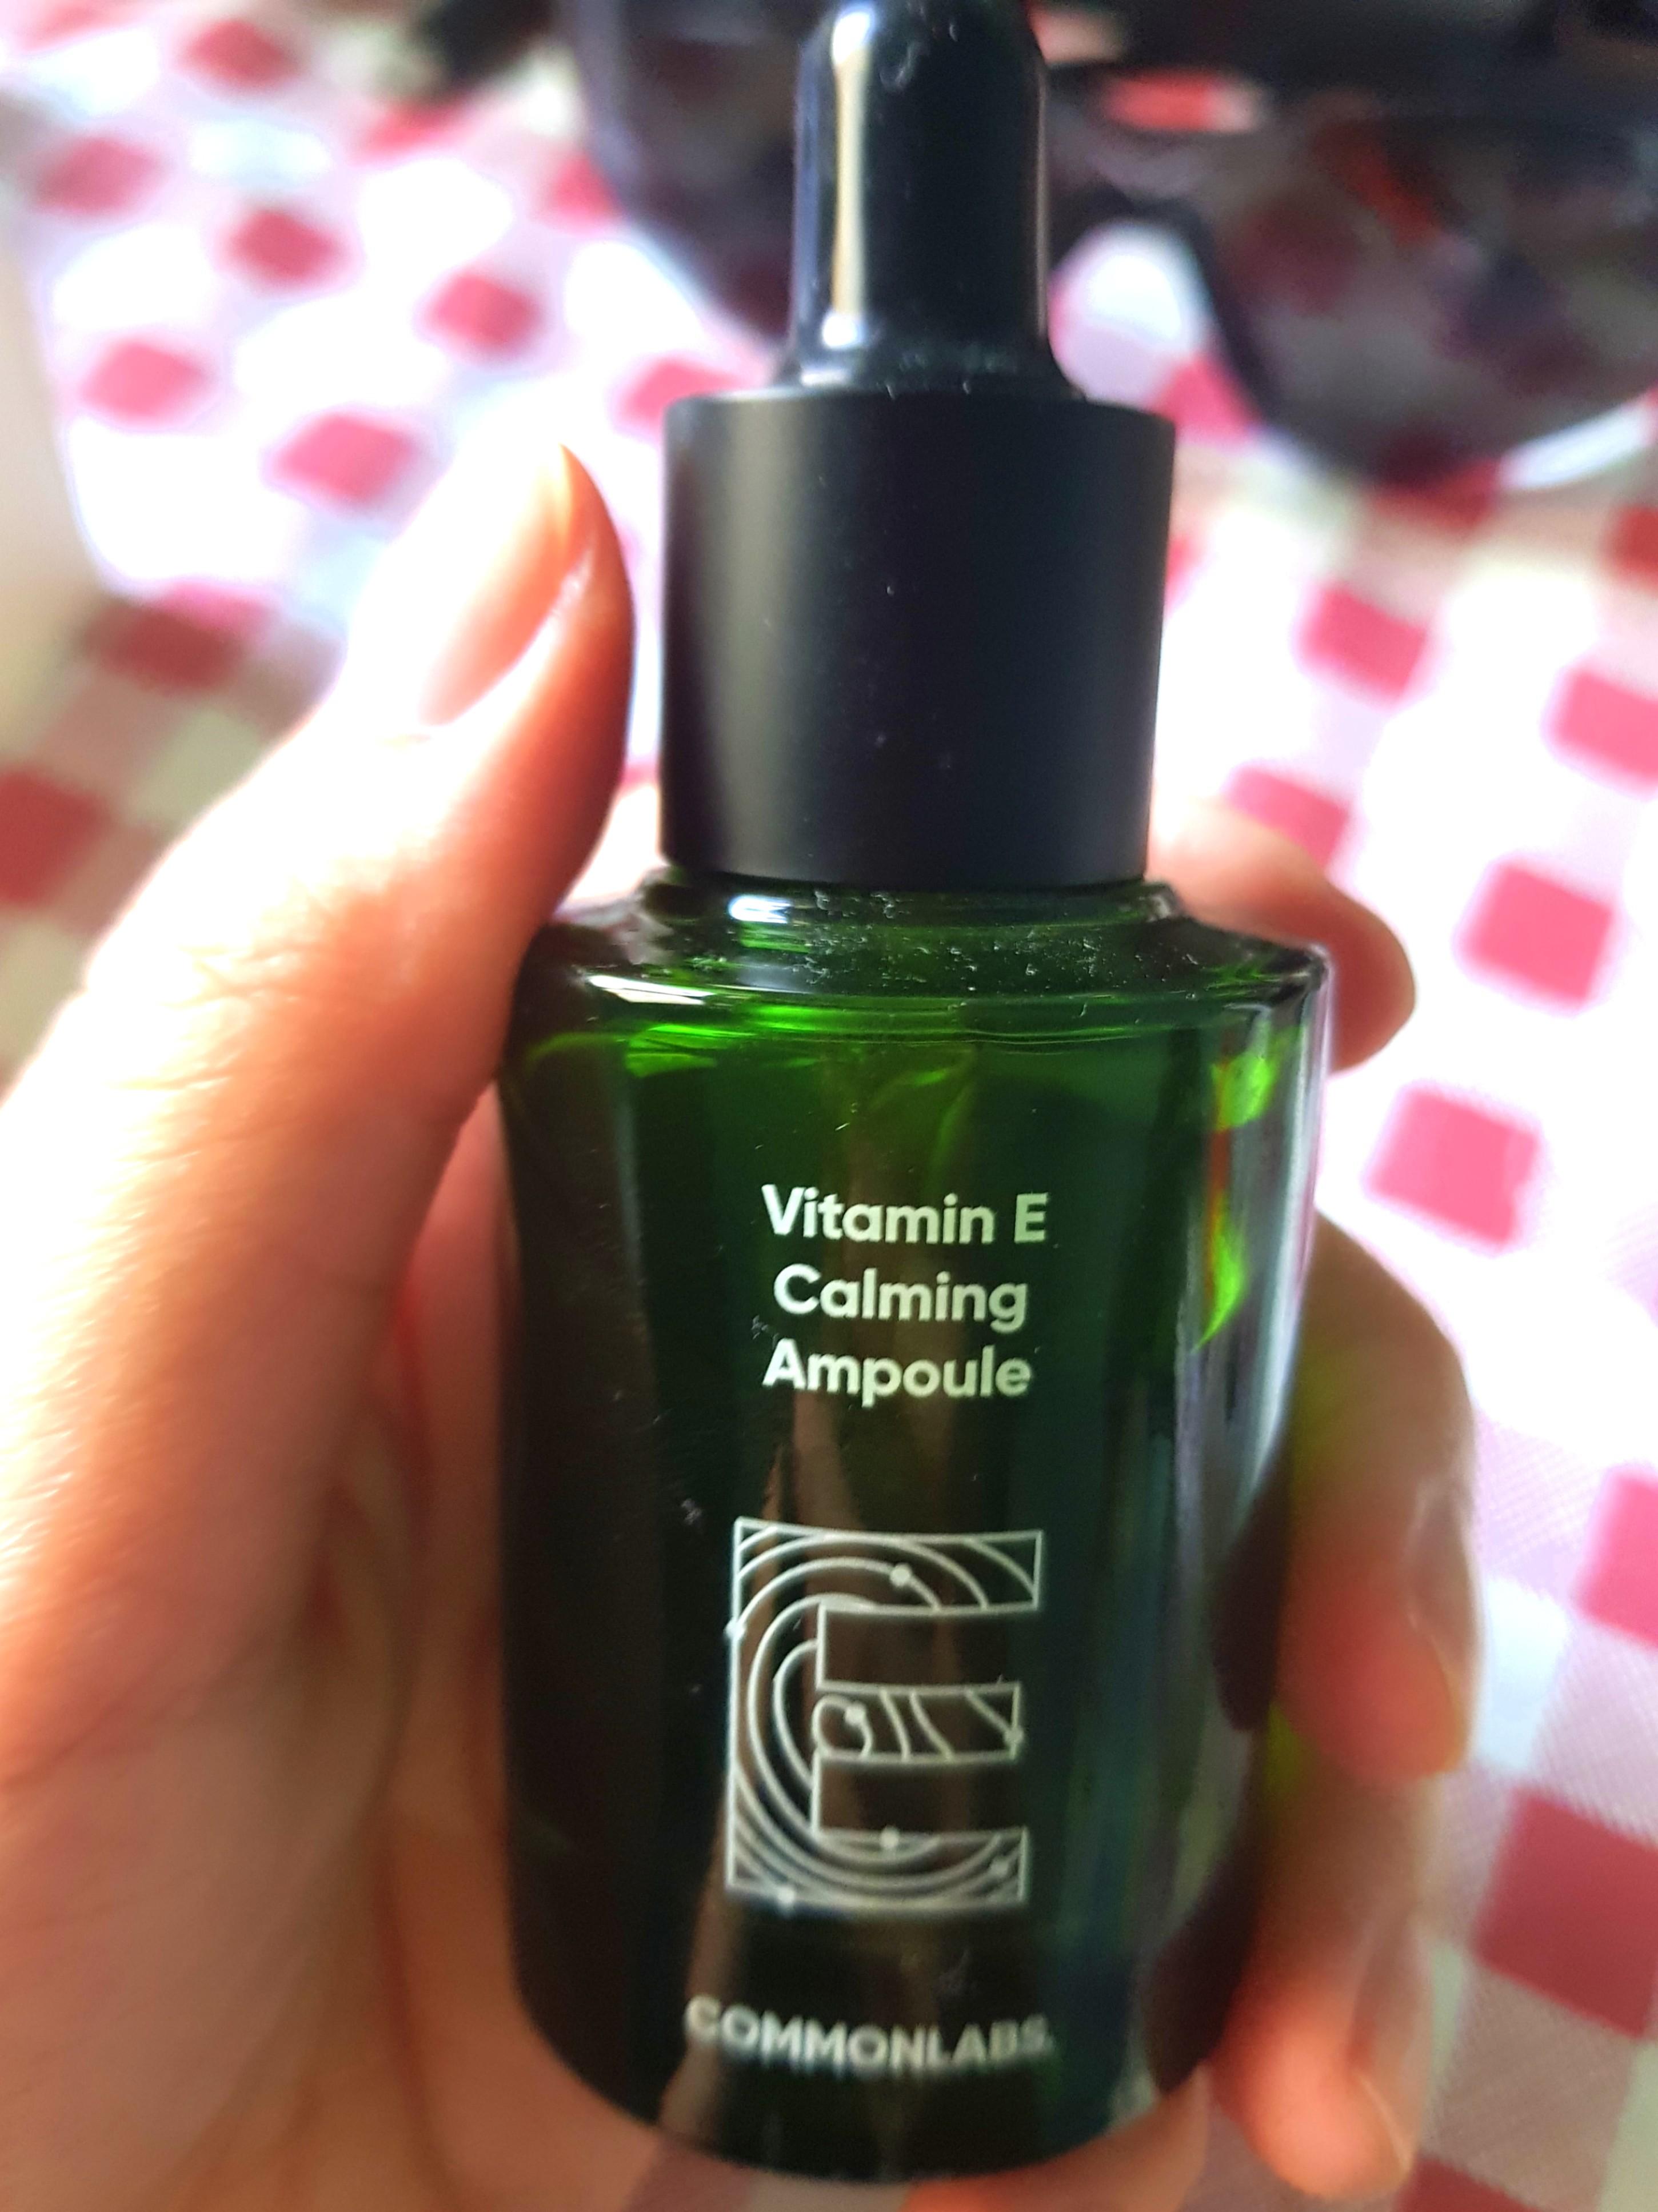 Vitamin E
Calming
Ampoule
E
COMMONLABS.